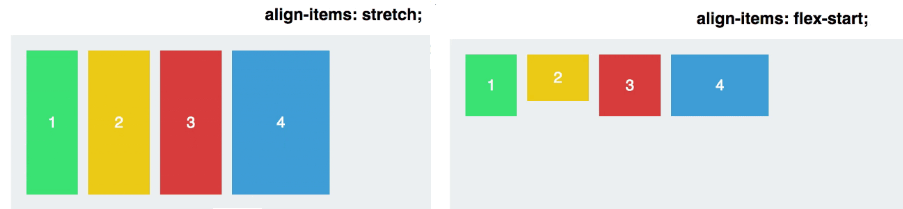 align-items: stretch;
1 2 3 4
align-items: flex-start;
1 2 3 4